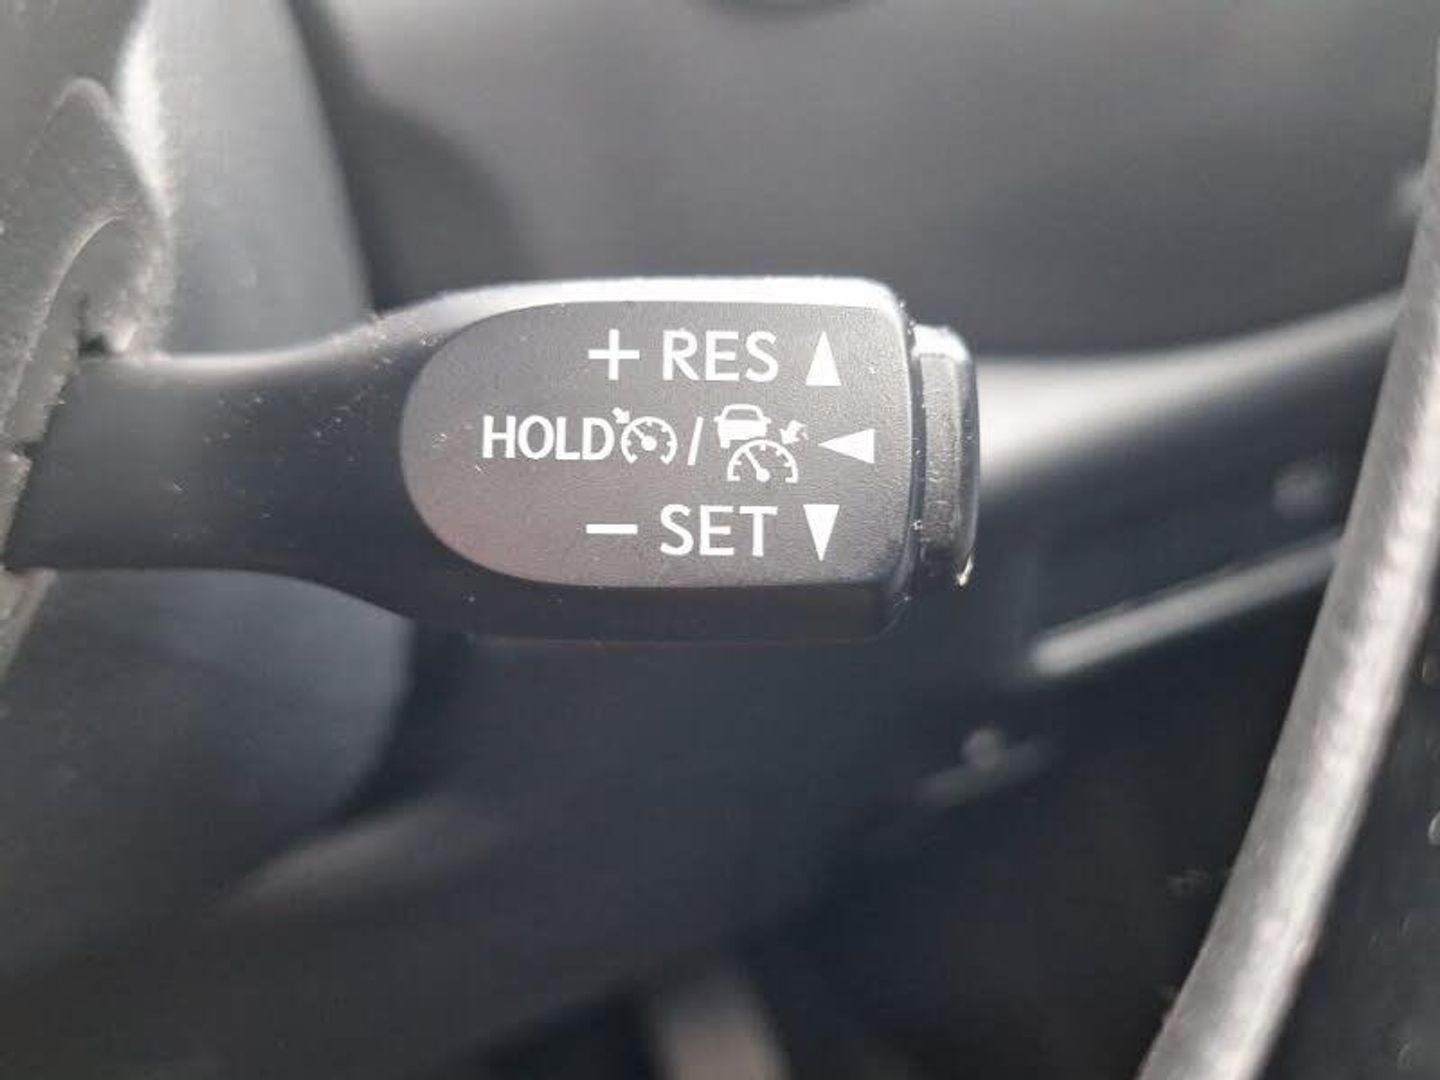 + RES ▲
HOLD / ◀
− SET ▼